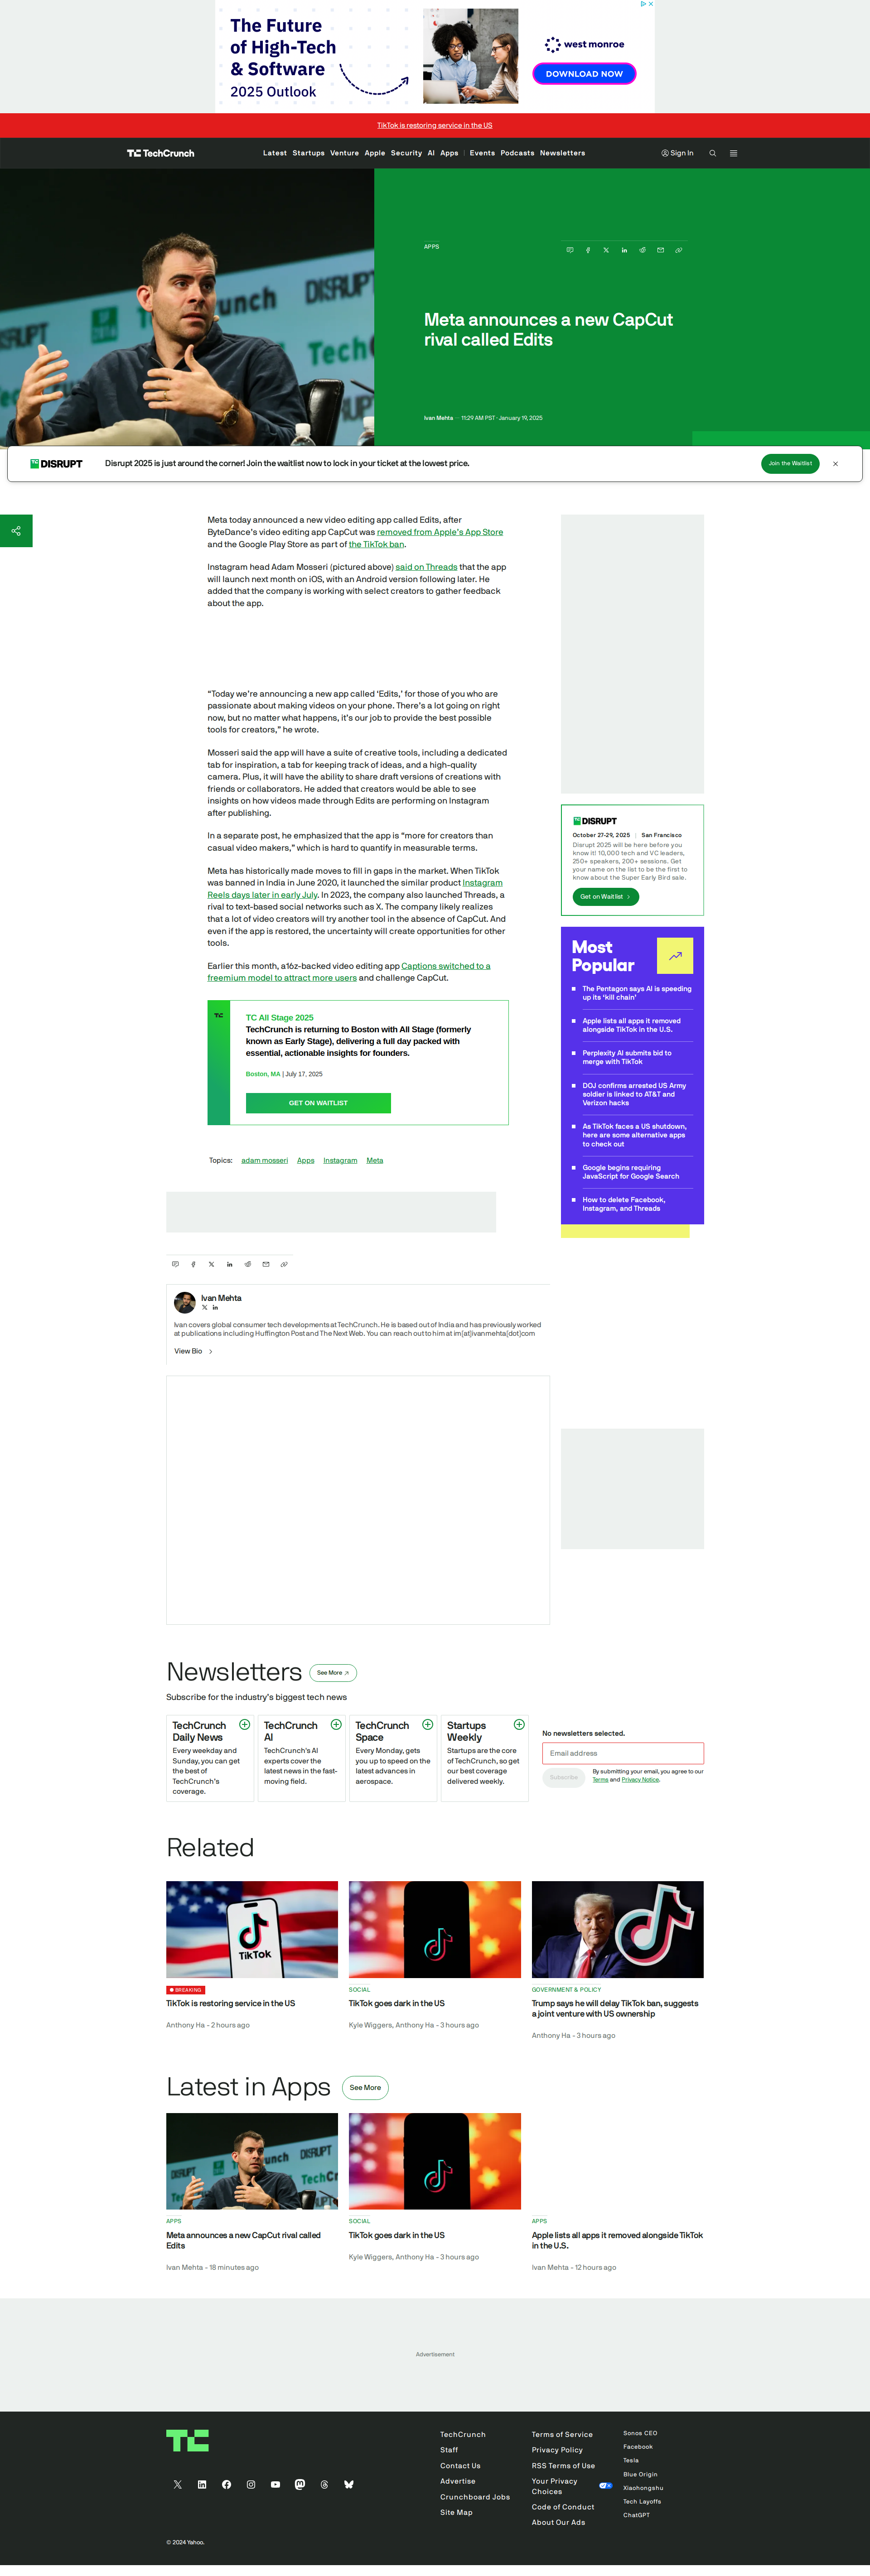 The Future
of High-Tech
& Software
2025 Outlook
west monroe
DOWNLOAD NOW
TikTok is restoring service in the US
TechCrunch
Latest Startups Venture Apple Security AI Apps | Events Podcasts Newsletters
Sign In
DISRUPT
TechCrunch
APPS
Meta announces a new CapCut
rival called Edits
Ivan Mehta — 11:29 AM PST · January 19, 2025
TC DISRUPT
Disrupt 2025 is just around the corner! Join the waitlist now to lock in your ticket at the lowest price.
Join the Waitlist
Meta today announced a new video editing app called Edits, after
ByteDance's video editing app CapCut was removed from Apple's App Store
and the Google Play Store as part of the TikTok ban.
Instagram head Adam Mosseri (pictured above) said on Threads that the app
will launch next month on iOS, with an Android version following later. He
added that the company is working with select creators to gather feedback
about the app.
“Today we're announcing a new app called ‘Edits,’ for those of you who are
passionate about making videos on your phone. There's a lot going on right
now, but no matter what happens, it's our job to provide the best possible
tools for creators,” he wrote.
Mosseri said the app will have a suite of creative tools, including a dedicated
tab for inspiration, a tab for keeping track of ideas, and a high-quality
camera. Plus, it will have the ability to share draft versions of creations with
friends or collaborators. He added that creators would be able to see
insights on how videos made through Edits are performing on Instagram
after publishing.
In a separate post, he emphasized that the app is “more for creators than
casual video makers,” which is hard to quantify in measurable terms.
Meta has historically made moves to fill in gaps in the market. When TikTok
was banned in India in June 2020, it launched the similar product Instagram
Reels days later in early July. In 2023, the company also launched Threads, a
rival to text-based social networks such as X. The company likely realizes
that a lot of video creators will try another tool in the absence of CapCut. And
even if the app is restored, the uncertainty will cause creators to opt for other
tools.
Earlier this month, a16z-backed video editing app Captions switched to a
freemium model to attract more users and challenge CapCut.
TC
TC All Stage 2025
TechCrunch is returning to Boston with All Stage (formerly
known as Early Stage), delivering a full day packed with
essential, actionable insights for founders.
Boston, MA | July 17, 2025
GET ON WAITLIST
Topics: adam mosseri Apps Instagram Meta
TC DISRUPT
October 27-29, 2025 | San Francisco
Disrupt 2025 will be here before you
know it! 10,000 tech and VC leaders,
250+ speakers, 200+ sessions. Get
your name on the list to be the first to
know about the Super Early Bird sale.
Get on Waitlist
Most
Popular
The Pentagon says AI is speeding
up its ‘kill chain’
Apple lists all apps it removed
alongside TikTok in the U.S.
Perplexity AI submits bid to
merge with TikTok
DOJ confirms arrested US Army
soldier is linked to AT&T and
Verizon hacks
As TikTok faces a US shutdown,
here are some alternative apps
to check out
Google begins requiring
JavaScript for Google Search
How to delete Facebook,
Instagram, and Threads
Ivan Mehta
Ivan covers global consumer tech developments at TechCrunch. He is based out of India and has previously worked
at publications including Huffington Post and The Next Web. You can reach out to him at im[at]ivanmehta[dot]com
View Bio
Newsletters
See More
Subscribe for the industry's biggest tech news
TechCrunch
Daily News
Every weekday and
Sunday, you can get
the best of
TechCrunch's
coverage.
TechCrunch
AI
TechCrunch's AI
experts cover the
latest news in the fast-
moving field.
TechCrunch
Space
Every Monday, gets
you up to speed on the
latest advances in
aerospace.
Startups
Weekly
Startups are the core
of TechCrunch, so get
our best coverage
delivered weekly.
No newsletters selected.
Email address
Subscribe
By submitting your email, you agree to our
Terms and Privacy Notice.
Related
TikTok
BREAKING
TikTok is restoring service in the US
Anthony Ha - 2 hours ago
SOCIAL
TikTok goes dark in the US
Kyle Wiggers, Anthony Ha - 3 hours ago
GOVERNMENT & POLICY
Trump says he will delay TikTok ban, suggests
a joint venture with US ownership
Anthony Ha - 3 hours ago
Latest in Apps
See More
APPS
Meta announces a new CapCut rival called
Edits
Ivan Mehta - 18 minutes ago
SOCIAL
TikTok goes dark in the US
Kyle Wiggers, Anthony Ha - 3 hours ago
APPS
Apple lists all apps it removed alongside TikTok
in the U.S.
Ivan Mehta - 12 hours ago
Advertisement
TechCrunch
Staff
Contact Us
Advertise
Crunchboard Jobs
Site Map
Terms of Service
Privacy Policy
RSS Terms of Use
Your Privacy
Choices
Code of Conduct
About Our Ads
Sonos CEO
Facebook
Tesla
Blue Origin
Xiaohongshu
Tech Layoffs
ChatGPT
© 2024 Yahoo.